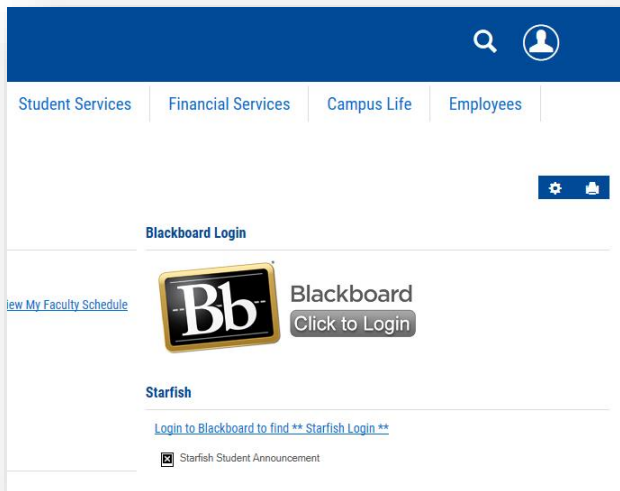 Student Services
Financial Services
Campus Life
Employees
Blackboard Login
iew My Faculty Schedule
Bb
Blackboard
Click to Login
Starfish
Login to Blackboard to find ** Starfish Login **
Starfish Student Announcement